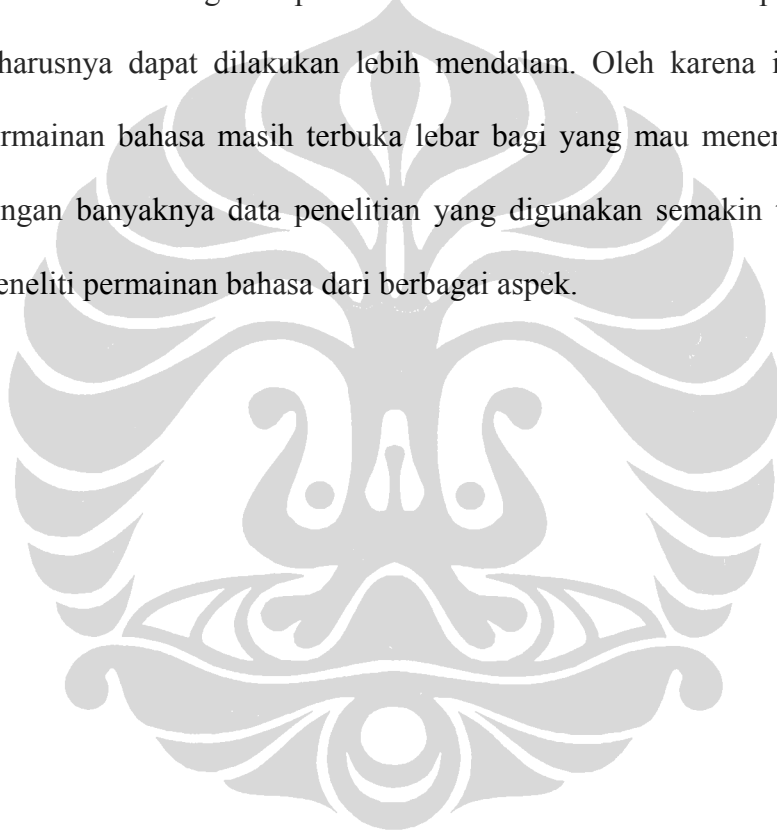 harusnya dapat dilakukan lebih mendalam. Oleh karena i
rmainan bahasa masih terbuka lebar bagi yang mau mener
ngan banyaknya data penelitian yang digunakan semakin
eneliti permainan bahasa dari berbagai aspek.